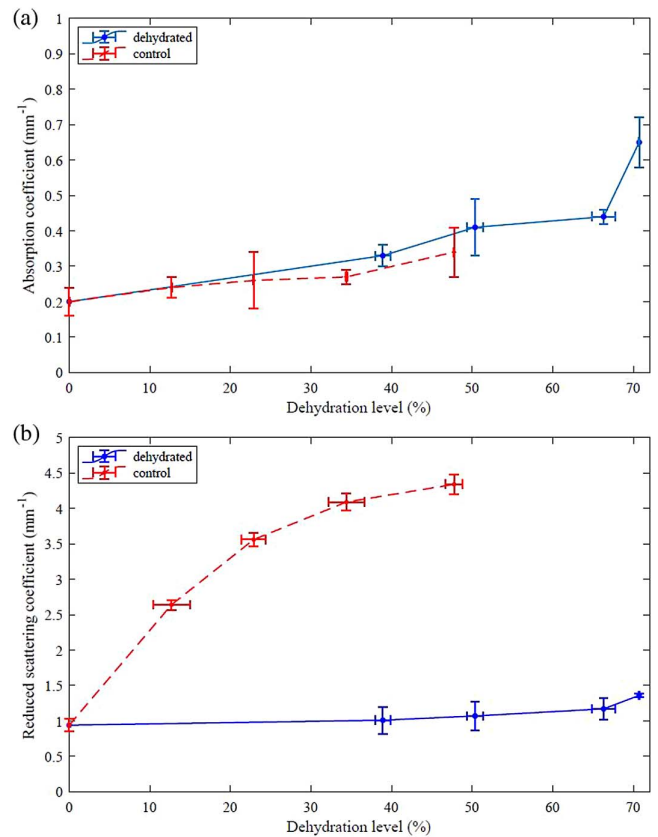 (a)
dehydrated
control
Absorption coefficient (mm-1)
1
0.9
0.8
0.7
0.6
0.5
0.4
0.3
0.2
0.1
0
0 10 20 30 40 50 60 70
Dehydration level (%)
(b)
dehydrated
control
Reduced scattering coefficient (mm-1)
5
4.5
4
3.5
3
2.5
2
1.5
1
0.5
0
0 10 20 30 40 50 60 70
Dehydration level (%)